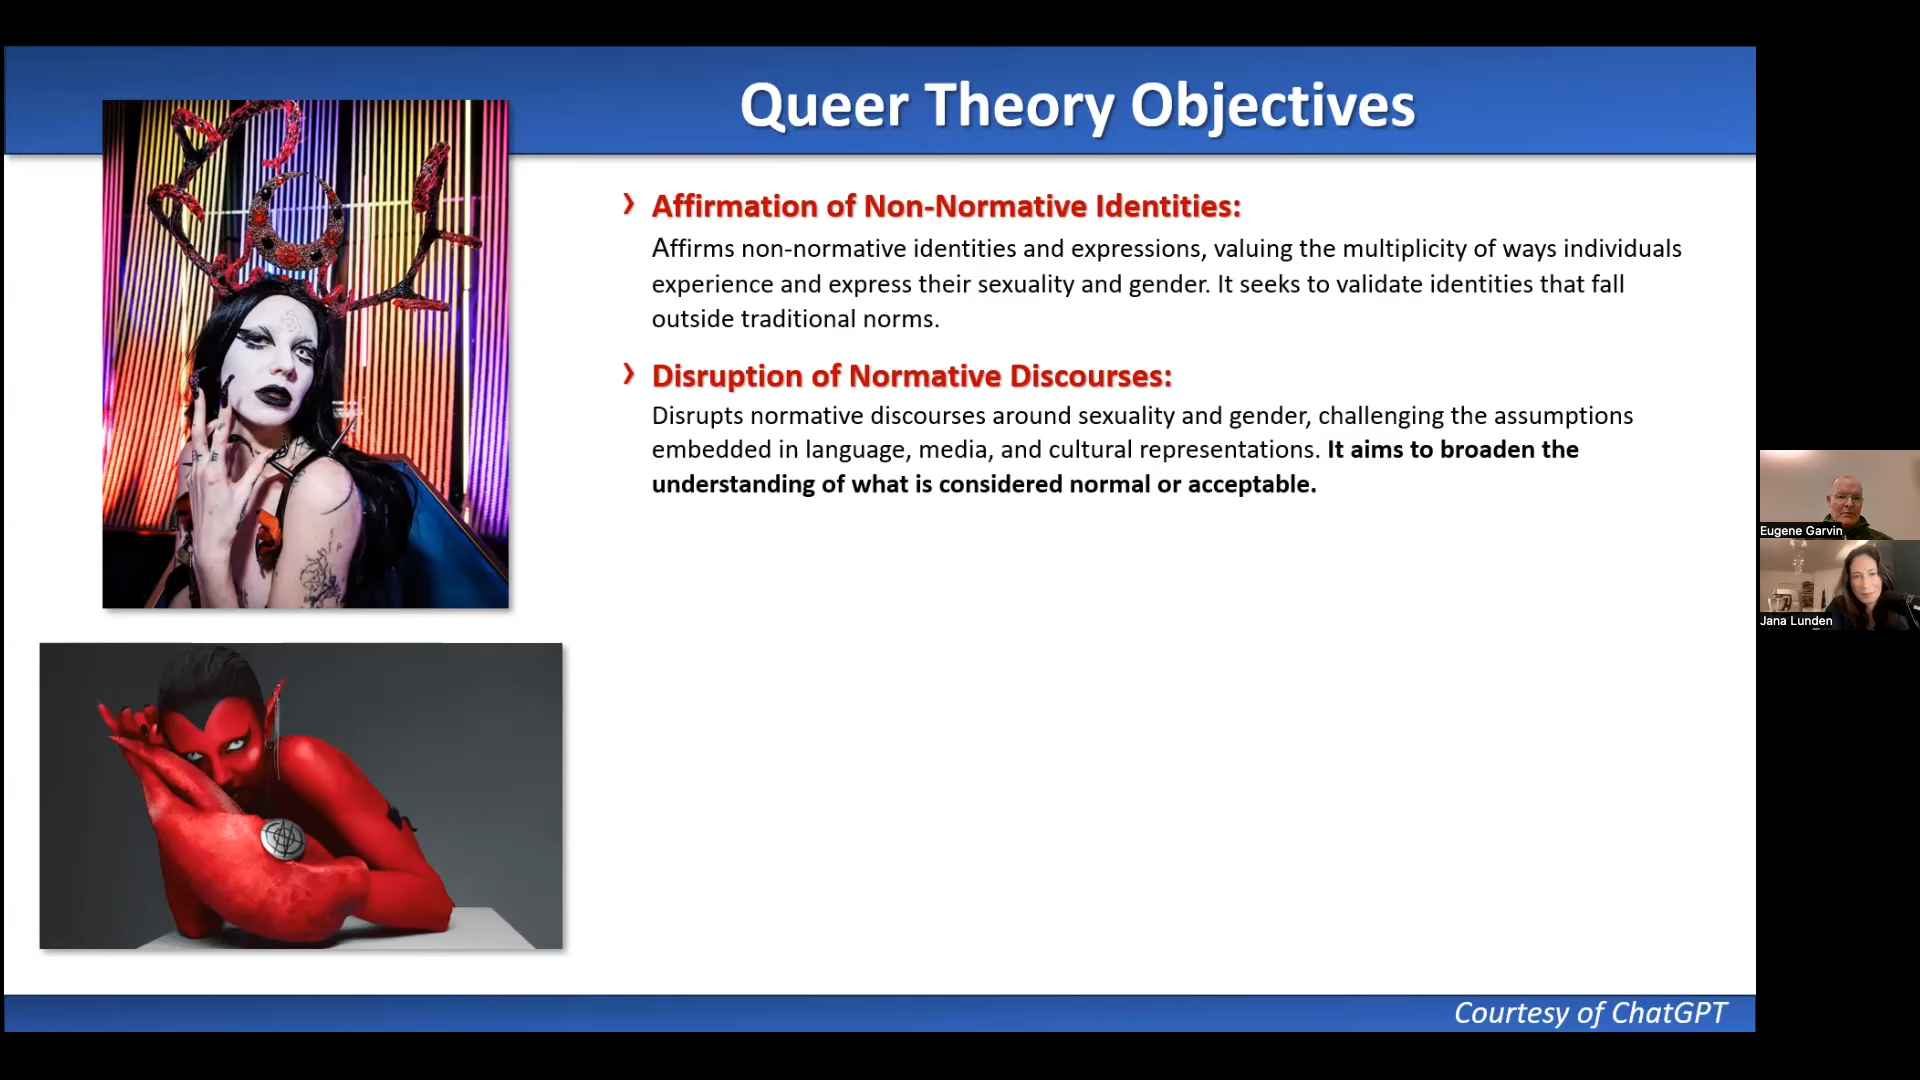 Queer Theory Objectives
› Affirmation of Non-Normative Identities:
Affirms non-normative identities and expressions, valuing the multiplicity of ways individuals
experience and express their sexuality and gender. It seeks to validate identities that fall
outside traditional norms.
› Disruption of Normative Discourses:
Disrupts normative discourses around sexuality and gender, challenging the assumptions
embedded in language, media, and cultural representations. It aims to broaden the
understanding of what is considered normal or acceptable.
Eugene Garvin
Jana Lunden
Courtesy of ChatGPT